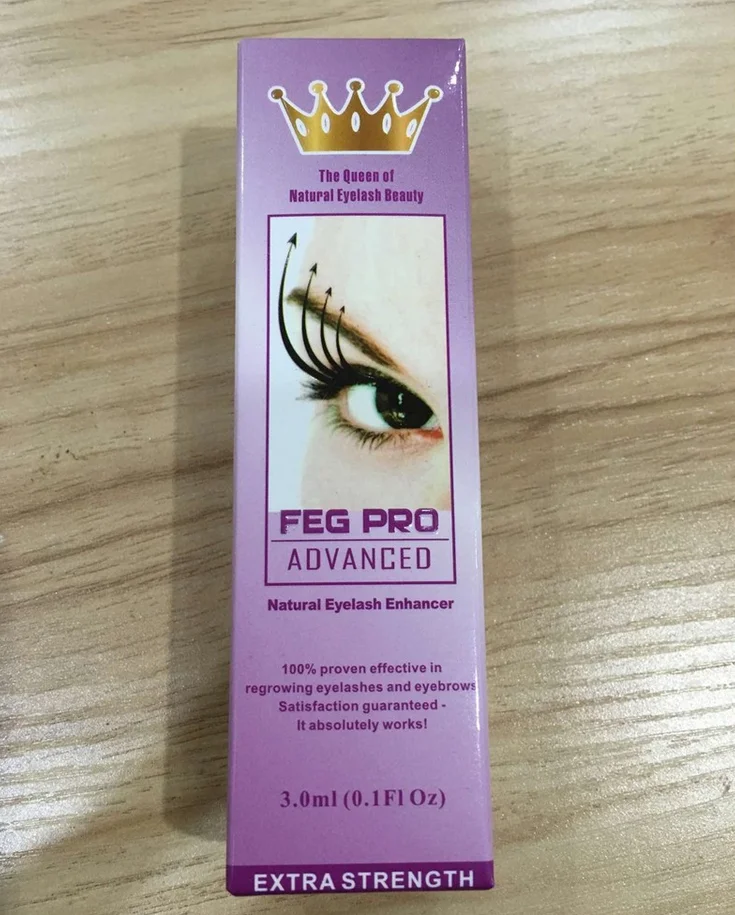 The Queen of
Natural Eyelash Beauty
FEG PRO
ADVANCED
Natural Eyelash Enhancer
100% proven effective in
regrowing eyelashes and eyebrows
Satisfaction guaranteed -
It absolutely works!
3.0ml (0.1Fl Oz)
EXTRA STRENGTH